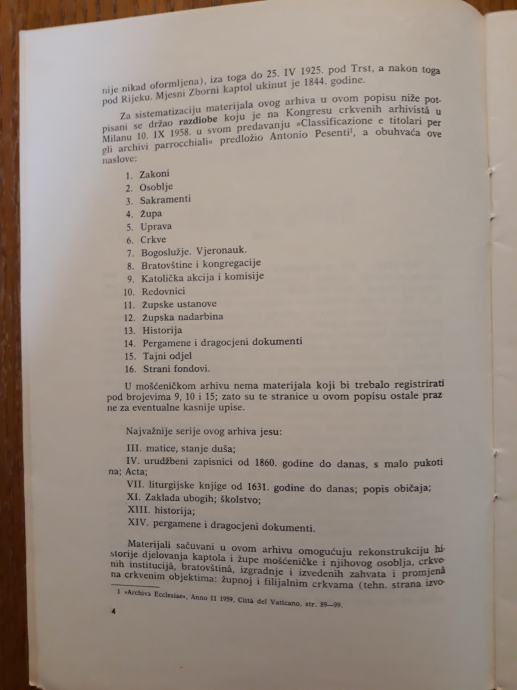 nije nikad oformljena), iza toga do 25. IV 1925. pod Trst, a nakon toga
pod Rijeku. Mjesni Zborni kaptol ukinut je 1844. godine.
Za sistematizaciju materijala ovog arhiva u ovom popisu niže pot-
pisani se držao razdiobe koju je na Kongresu crkvenih arhivistâ u
Milanu 10. IX 1958. u svom predavanju »Classificazione e titolari per
gli archivi parrocchiali« predložio Antonio Pesenti¹, a obuhvaća ove
naslove:
1. Zakoni
2. Osoblje
3. Sakramenti
4. Župa
5. Uprava
6. Crkve
7. Bogoslužje. Vjeronauk.
8. Bratovštine i kongregacije
9. Katolička akcija i komisije
10. Redovnici
11. Župske ustanove
12. Župska nadarbina
13. Historija
14. Pergamene i dragocjeni dokumenti
15. Tajni odjel
16. Strani fondovi.
U mošćeničkom arhivu nema materijala koji bi trebalo registrirati
pod brojevima 9, 10 i 15; zato su te stranice u ovom popisu ostale praz
ne za eventualne kasnije upise.
Najvažnije serije ovog arhiva jesu:
III. matice, stanje duša;
IV. urudžbeni zapisnici od 1860. godine do danas, s malo pukoti
na; Acta;
VII. liturgijske knjige od 1631. godine do danas; popis običaja;
XI. Zaklada ubogih; školstvo;
XIII. historija;
XIV. pergamene i dragocjeni dokumenti.
Materijali sačuvani u ovom arhivu omogućuju rekonstrukciju hi-
storije djelovanja kaptola i župe mošćeničke i njihovog osoblja, crkve-
nih institucijâ, bratovštinâ, izgradnje i izvedenih zahvata i promjenâ
na crkvenim objektima: župnoj i filijalnim crkvama (tehn. strana izvo-
1 »Archiva Ecclesiae«, Anno II 1959, Città del Vaticano, str. 89—99.
4